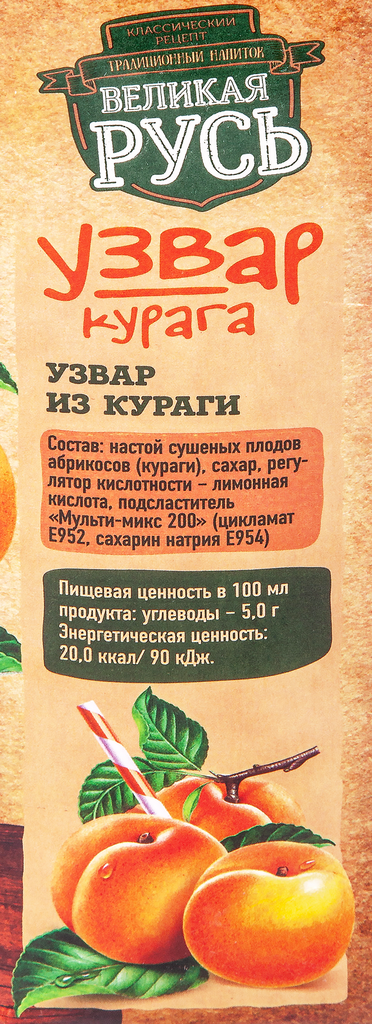 КЛАССИЧЕСКИЙ
РЕЦЕПТ
ТРАДИЦИОННЫЙ НАПИТОК
ВЕЛИКАЯ
РУСЬ
УЗВАР
курага
УЗВАР
ИЗ КУРАГИ
Состав: настой сушеных плодов
абрикосов (кураги), сахар, регу-
лятор кислотности – лимонная
кислота, подсластитель
«Мульти-микс 200» (цикламат
Е952, сахарин натрия Е954)
Пищевая ценность в 100 мл
продукта: углеводы – 5,0 г
Энергетическая ценность:
20,0 ккал/ 90 кДж.